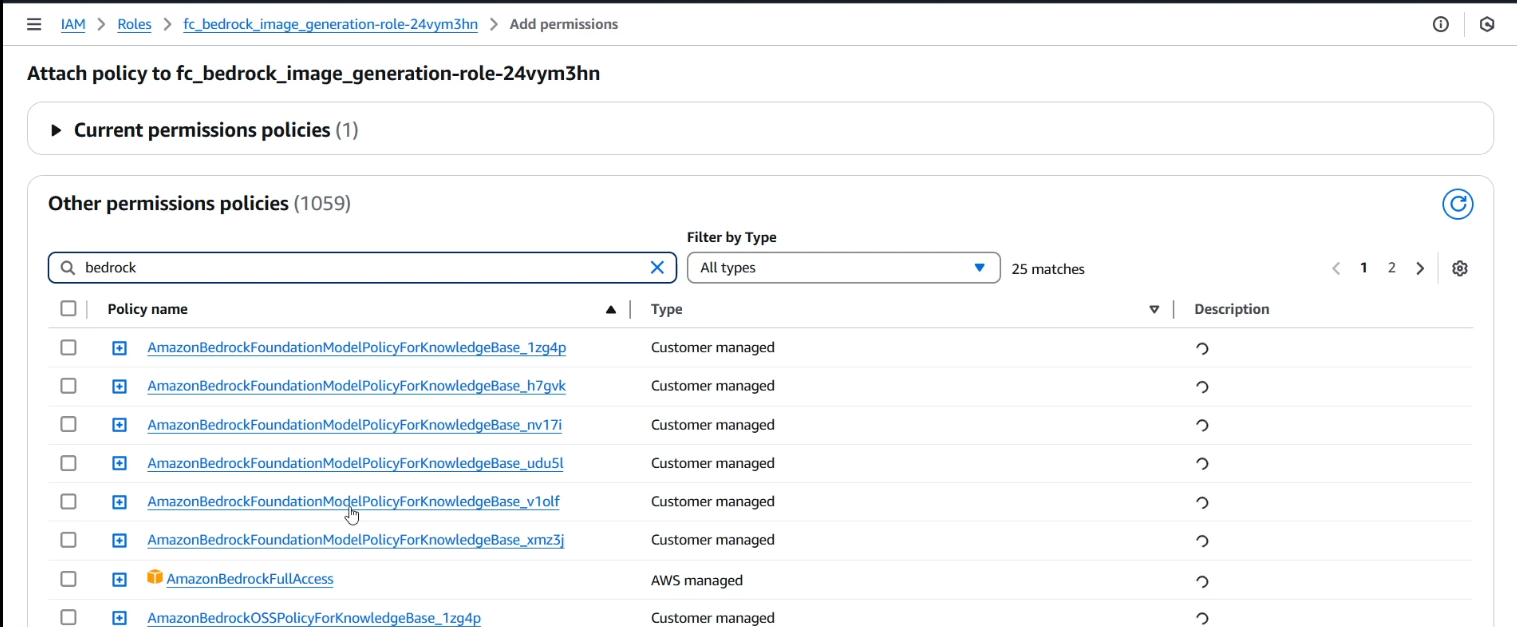 IAM > Roles > fc_bedrock_image_generation-role-24vym3hn > Add permissions
Attach policy to fc_bedrock_image_generation-role-24vym3hn
Current permissions policies (1)
Other permissions policies (1059)
Filter by Type
bedrock All types 25 matches 1 2
Policy name Type Description
AmazonBedrockFoundationModelPolicyForKnowledgeBase_1zg4p Customer managed
AmazonBedrockFoundationModelPolicyForKnowledgeBase_h7gvk Customer managed
AmazonBedrockFoundationModelPolicyForKnowledgeBase_nv17i Customer managed
AmazonBedrockFoundationModelPolicyForKnowledgeBase_udu5l Customer managed
AmazonBedrockFoundationModelPolicyForKnowledgeBase_v1olf Customer managed
AmazonBedrockFoundationModelPolicyForKnowledgeBase_xmz3j Customer managed
AmazonBedrockFullAccess AWS managed
AmazonBedrockOSSPolicyForKnowledgeBase_1zg4p Customer managed